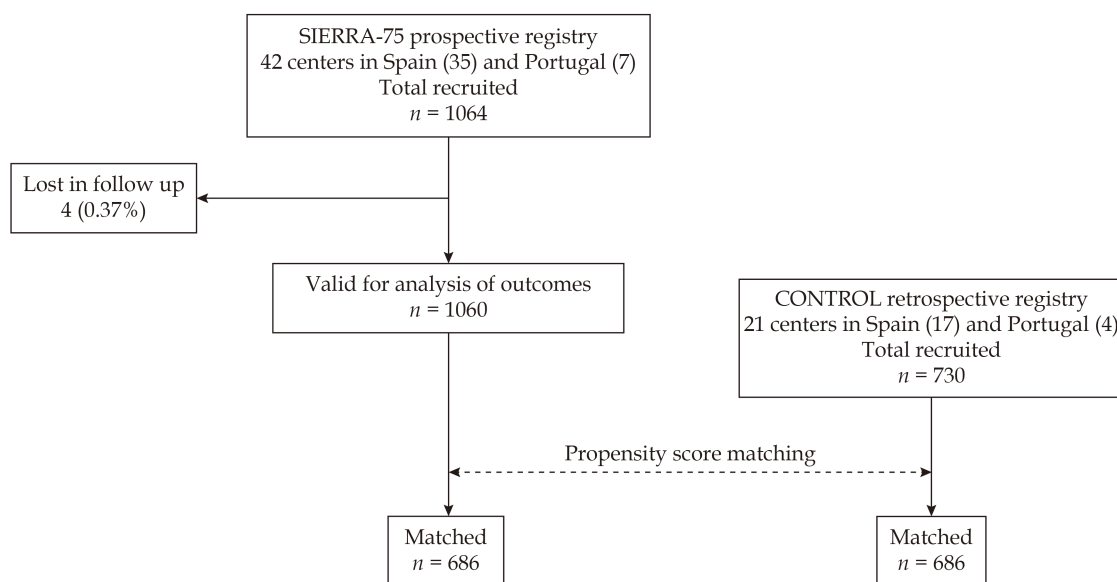 SIERRA-75 prospective registry
42 centers in Spain (35) and Portugal (7)
Total recruited
n = 1064
Lost in follow up
4 (0.37%)
Valid for analysis of outcomes
n = 1060
CONTROL retrospective registry
21 centers in Spain (17) and Portugal (4)
Total recruited
n = 730
Propensity score matching
Matched
n = 686
Matched
n = 686